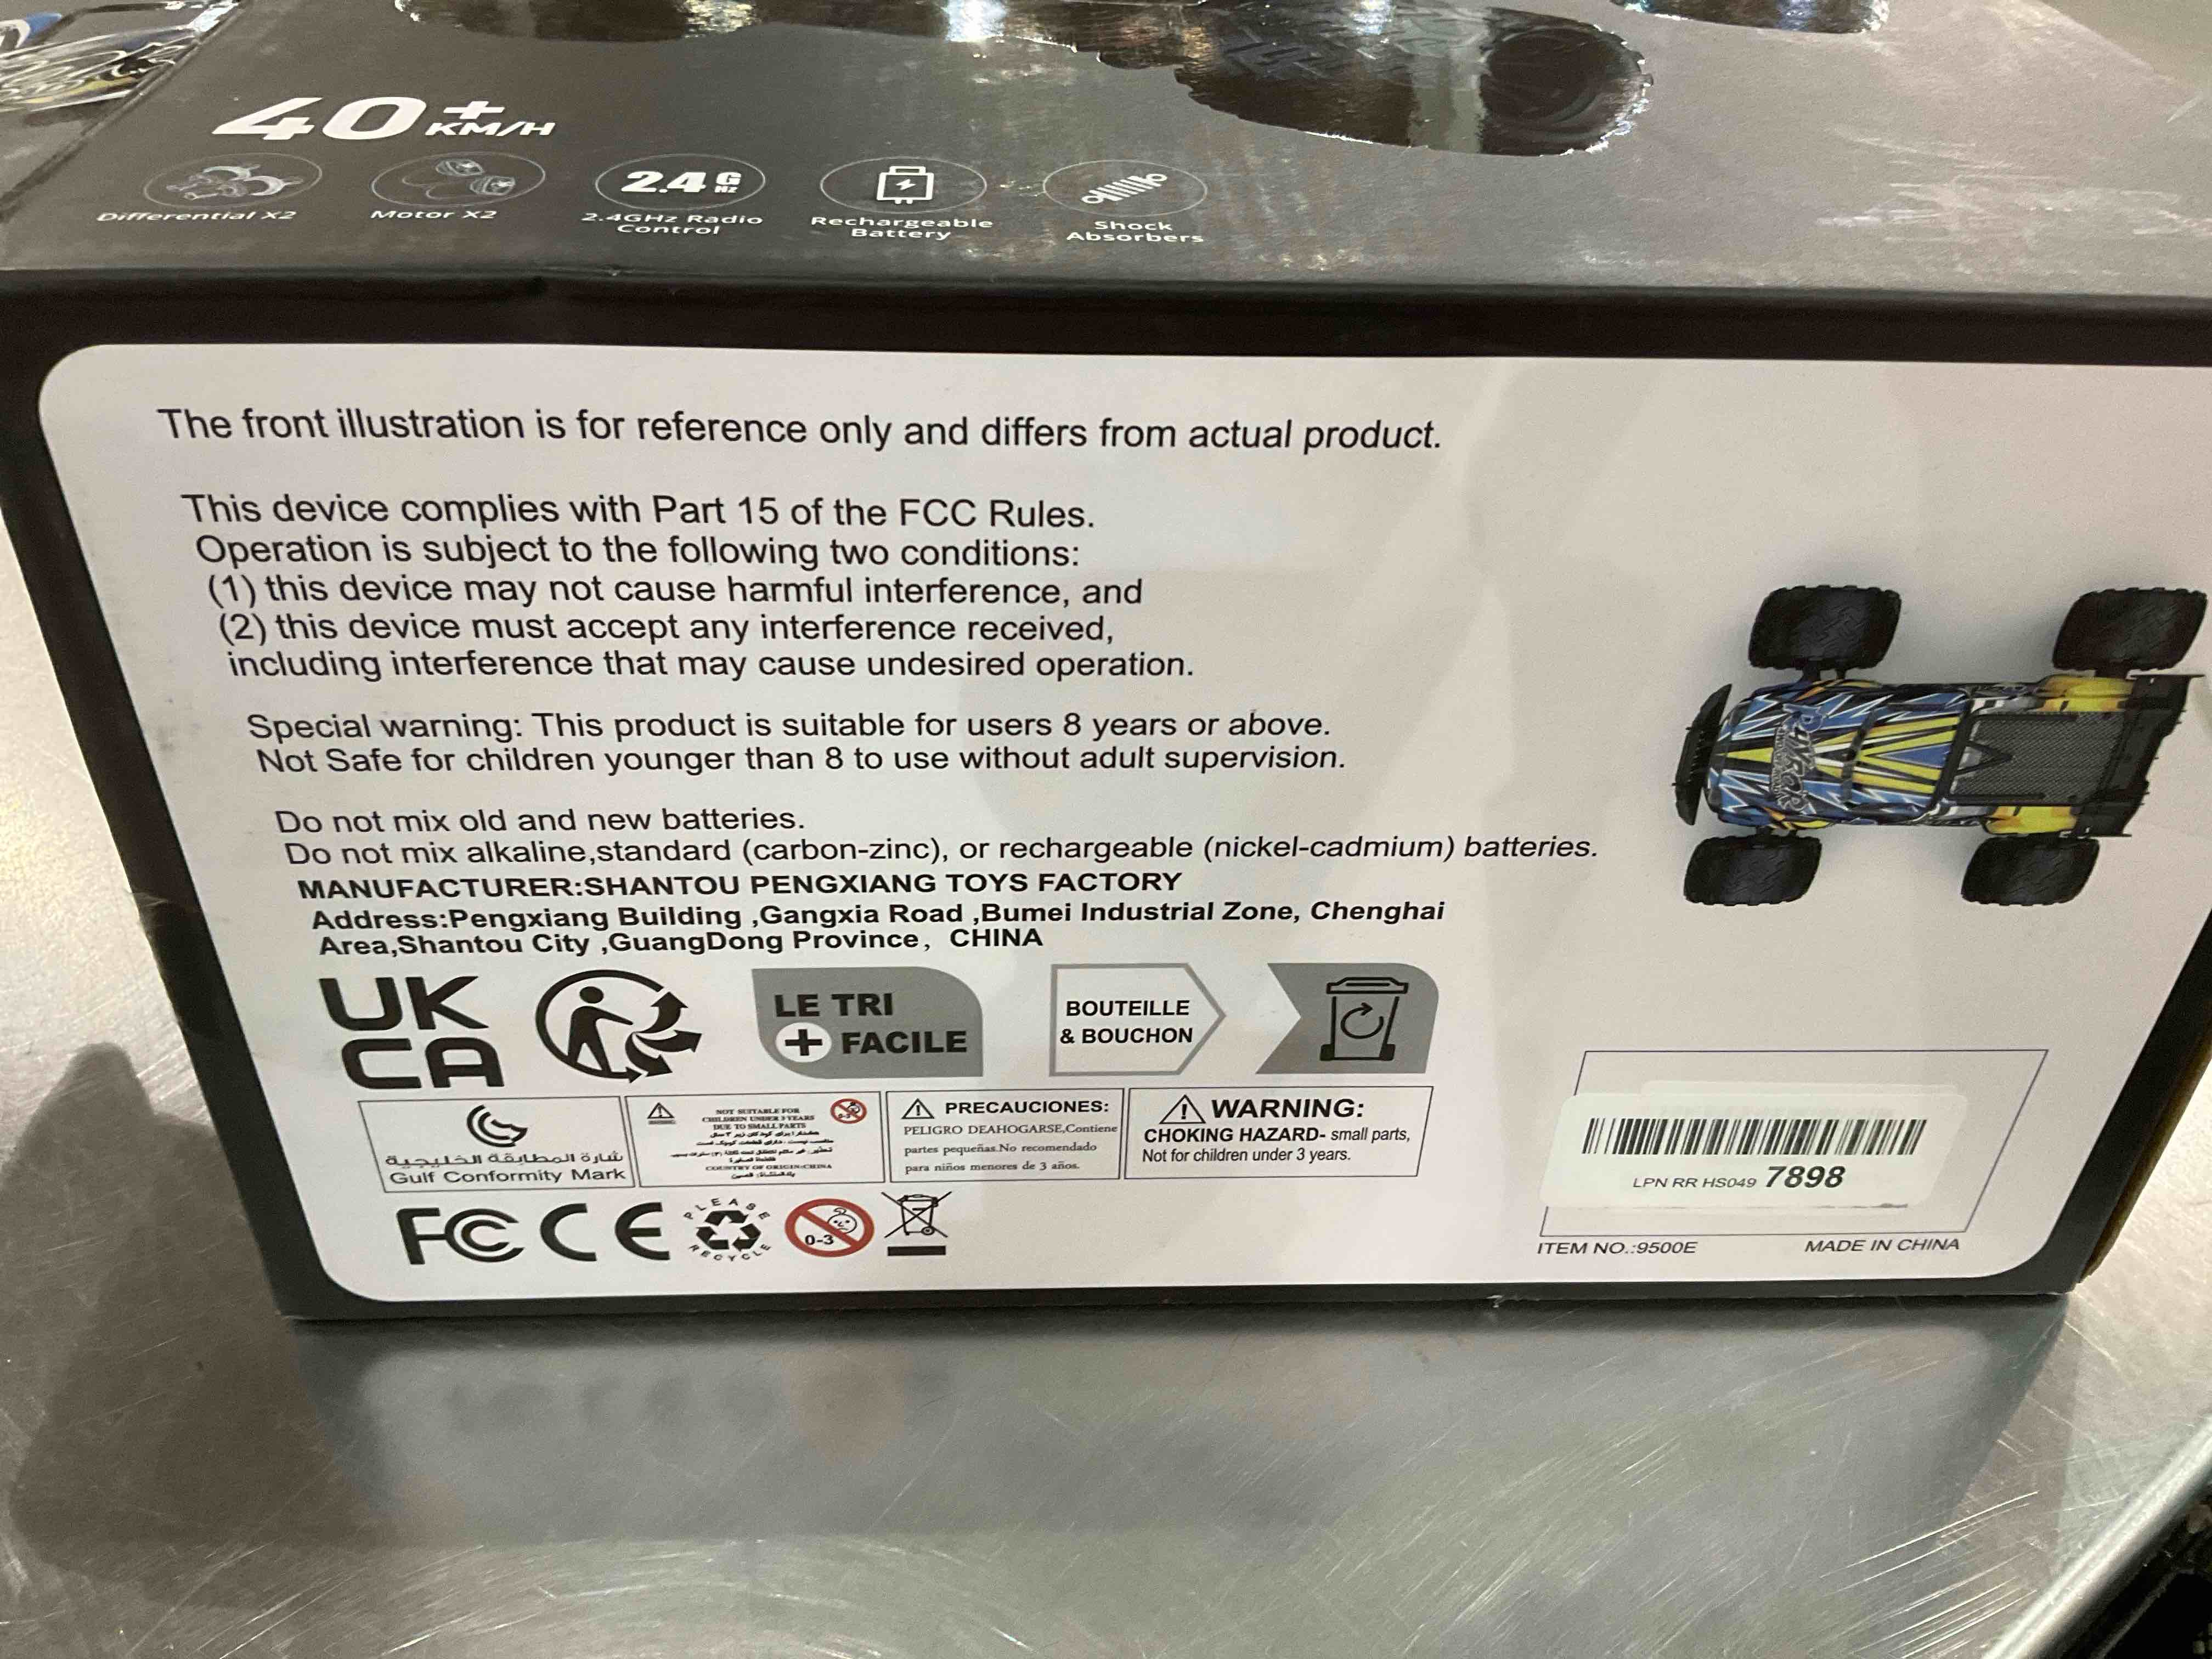 40+ KM/H
Differential X2
Motor X2
2.4G Hz
2.4GHz Radio
Control
Rechargeable
Battery
Shock
Absorbers
The front illustration is for reference only and differs from actual product.
This device complies with Part 15 of the FCC Rules.
Operation is subject to the following two conditions:
(1) this device may not cause harmful interference, and
(2) this device must accept any interference received,
including interference that may cause undesired operation.
Special warning: This product is suitable for users 8 years or above.
Not Safe for children younger than 8 to use without adult supervision.
Do not mix old and new batteries.
Do not mix alkaline,standard (carbon-zinc), or rechargeable (nickel-cadmium) batteries.
MANUFACTURER:SHANTOU PENGXIANG TOYS FACTORY
Address:Pengxiang Building ,Gangxia Road ,Bumei Industrial Zone, Chenghai
Area,Shantou City ,GuangDong Province, CHINA
UK
CA
LE TRI
+ FACILE
BOUTEILLE
& BOUCHON
شارة المطابقة الخليجية
Gulf Conformity Mark
NOT SUITABLE FOR
CHILDREN UNDER 3 YEARS
DUE TO SMALL PARTS
COUNTRY OF ORIGIN:CHINA
PRECAUCIONES:
PELIGRO DEAHOGARSE,Contiene
partes pequeñas.No recomendado
para niños menores de 3 años.
WARNING:
CHOKING HAZARD- small parts,
Not for children under 3 years.
FC CE
PLEASE
RECYCLE
0-3
LPN RR HS049 7898
ITEM NO.:9500E
MADE IN CHINA